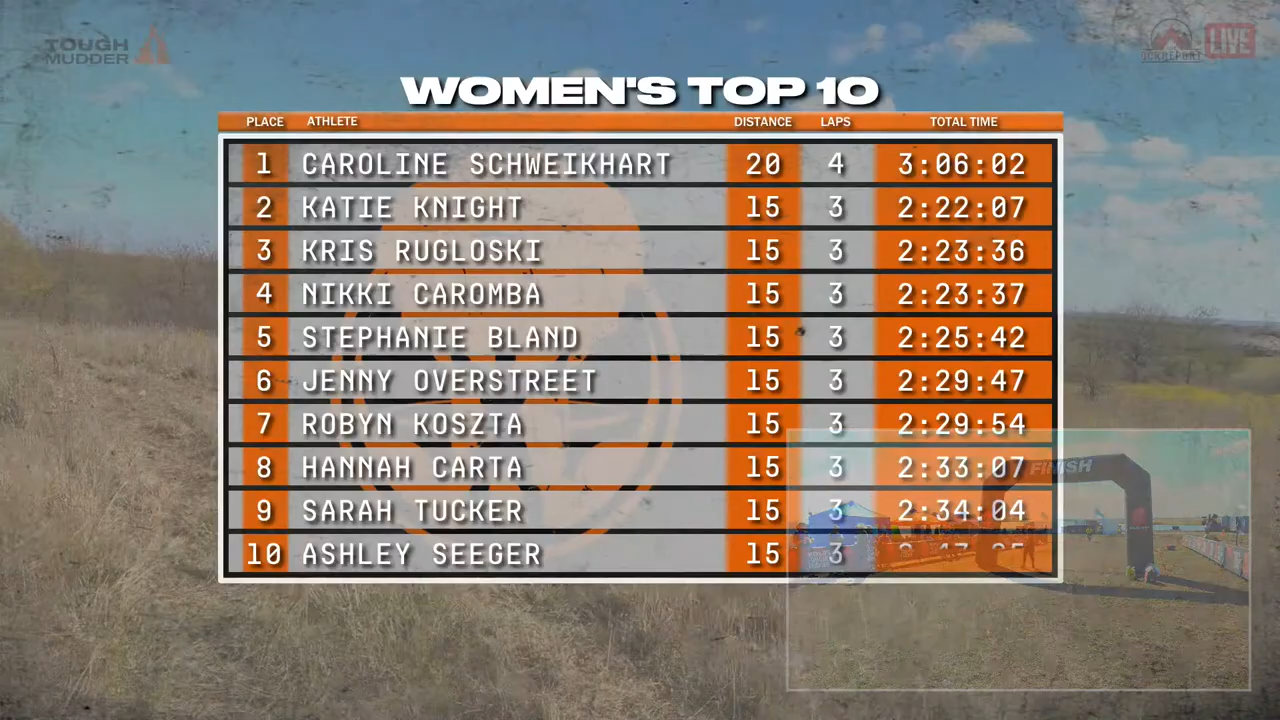 TOUGH
MUDDER
LIVE
WOMEN'S TOP 10
PLACE ATHLETE DISTANCE LAPS TOTAL TIME
1 CAROLINE SCHWEIKHART 20 4 3:06:02
2 KATIE KNIGHT 15 3 2:22:07
3 KRIS RUGLOSKI 15 3 2:23:36
4 NIKKI CAROMBA 15 3 2:23:37
5 STEPHANIE BLAND 15 3 2:25:42
6 JENNY OVERSTREET 15 3 2:29:47
7 ROBYN KOSZTA 15 3 2:29:54
8 HANNAH CARTA 15 3 2:33:07
FINISH
9 SARAH TUCKER 15 3 2:34:04
10 ASHLEY SEEGER 15 3